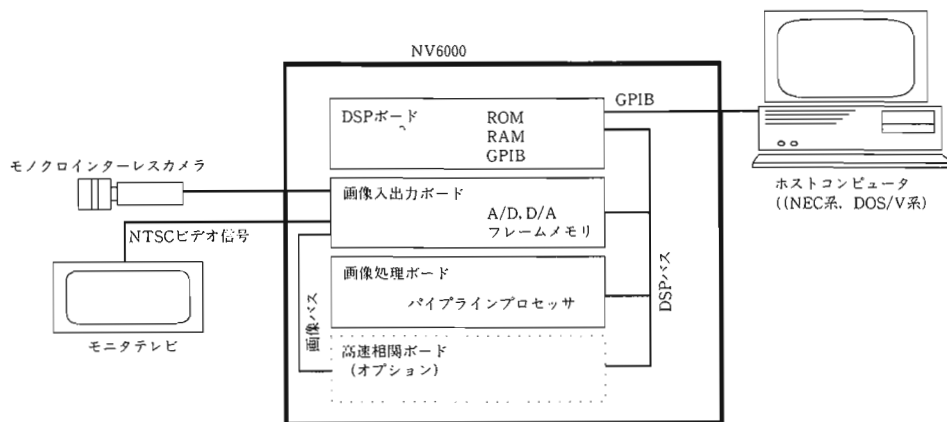 NV6000
GPIB
DSPボード
ROM
RAM
GPIB
モノクロインターレスカメラ
画像入出力ボード
A/D, D/A
フレームメモリ
ホストコンピュータ
((NEC系、DOS/V系)
NTSCビデオ信号
画像処理ボード
パイプラインプロセッサ
DSPバス
画像バス
モニタテレビ
高速相関ボード
(オプション)